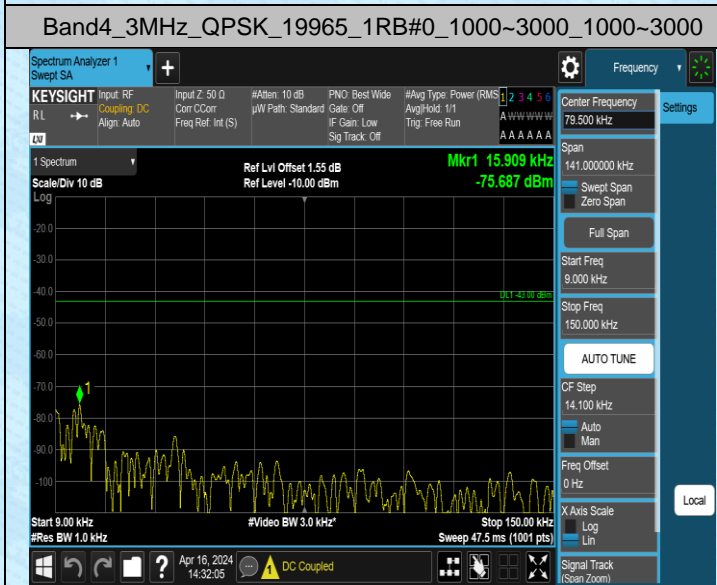 Band4_3MHz_QPSK_19965_1RB#0_1000~3000_1000~3000
Spectrum Analyzer 1
Swept SA
Frequency
KEYSIGHT
RL
LXI
Input: RF
Coupling: DC
Align: Auto
Input Z: 50 Ω
Corr CCorr
Freq Ref: Int (S)
#Atten: 10 dB
µW Path: Standard
PNO: Best Wide
Gate: Off
IF Gain: Low
Sig Track: Off
#Avg Type: Power (RMS
Avg|Hold: 1/1
Trig: Free Run
1 2 3 4 5 6
A W W W W W
A A A A A A
1 Spectrum
Scale/Div 10 dB
Log
Ref Lvl Offset 1.55 dB
Ref Level -10.00 dBm
Mkr1 15.909 kHz
-75.687 dBm
-20.0
-30.0
-40.0
DL1 -43.00 dBm
-50.0
-60.0
-70.0
1
-80.0
-90.0
-100
Start 9.00 kHz
#Res BW 1.0 kHz
#Video BW 3.0 kHz*
Stop 150.00 kHz
Sweep 47.5 ms (1001 pts)
Center Frequency
79.500 kHz
Settings
Span
141.000000 kHz
Swept Span
Zero Span
Full Span
Start Freq
9.000 kHz
Stop Freq
150.000 kHz
AUTO TUNE
CF Step
14.100 kHz
Auto
Man
Freq Offset
0 Hz
X Axis Scale
Log
Lin
Local
Signal Track
(Span Zoom)
Apr 16, 2024
14:32:05
DC Coupled